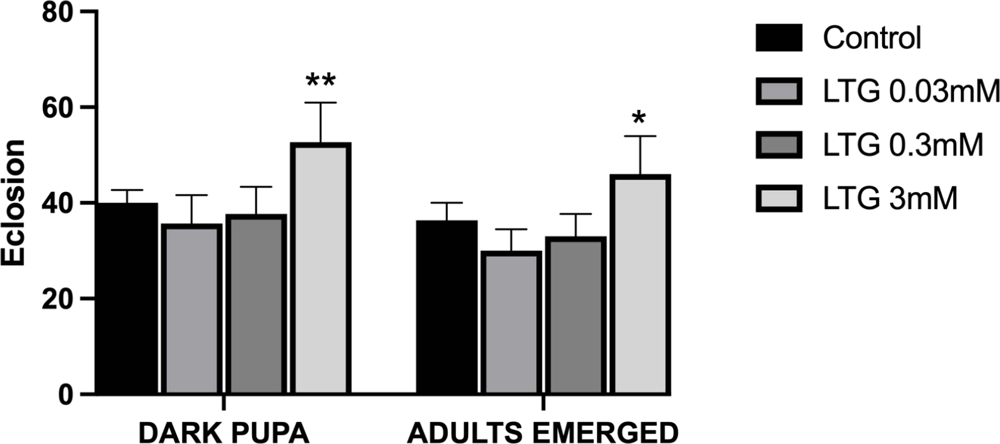 Eclosion
80
60
40
20
0
**
*
DARK PUPA
ADULTS EMERGED
Control
LTG 0.03mM
LTG 0.3mM
LTG 3mM